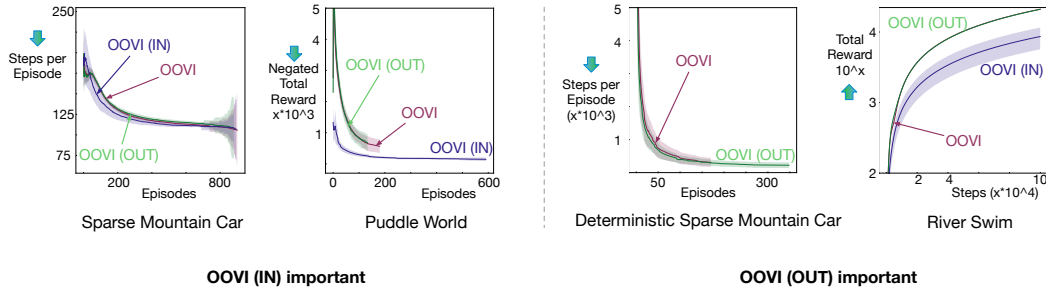 250
Steps per
Episode
125
75
OOVI (IN)
OOVI
OOVI (OUT)
200
800
Episodes
Sparse Mountain Car
5
Negated
Total
Reward
x*10^3
1
OOVI (OUT)
OOVI
OOVI (IN)
0
200
600
Episodes
Puddle World
OOVI (IN) important
5
Steps per
Episode
(x*10^3)
1
OOVI
OOVI (OUT)
50
300
Episodes
Deterministic Sparse Mountain Car
OOVI (OUT)
4
Total
Reward
10^x
OOVI (IN)
3
OOVI
2
2
4
10
Steps (x*10^4)
River Swim
OOVI (OUT) important